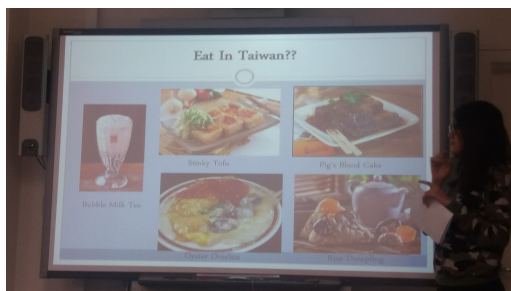 Eat In Taiwan??
Stinky Tofu
Pig's Blood Cake
Bubble Milk Tea
Oyster Omelet
Rice Dumpling